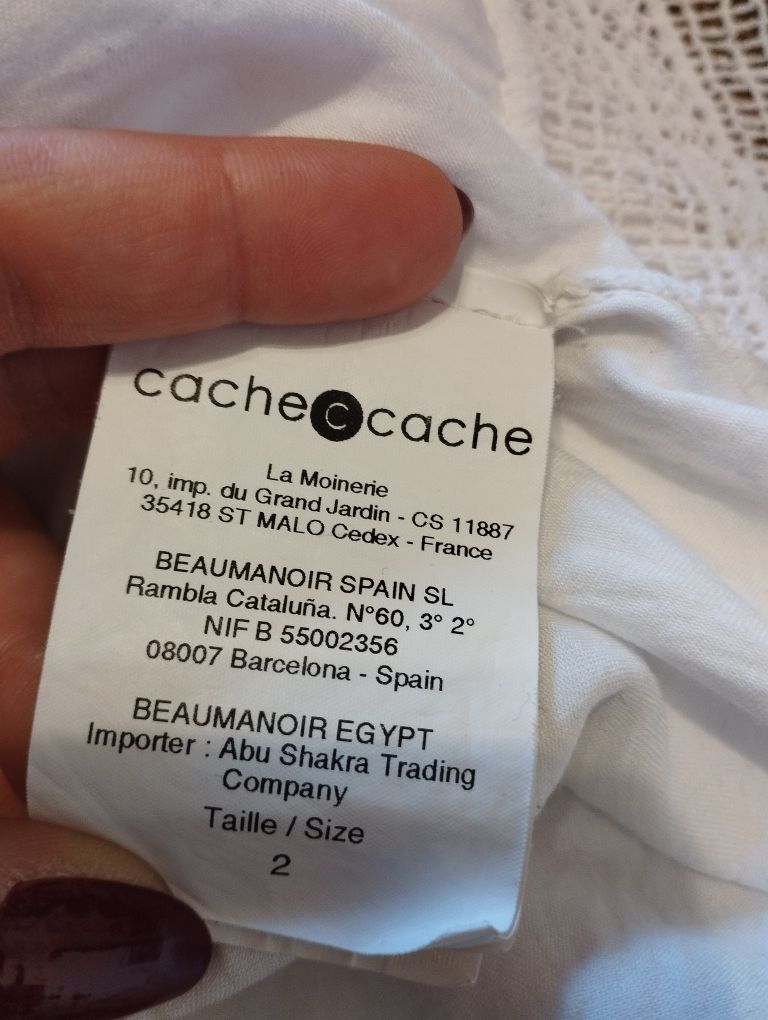 cache c cache
La Moinerie
10, imp. du Grand Jardin - CS 11887
35418 ST MALO Cedex - France
BEAUMANOIR SPAIN SL
Rambla Cataluña. N°60, 3° 2°
NIF B 55002356
08007 Barcelona - Spain
BEAUMANOIR EGYPT
Importer : Abu Shakra Trading
Company
Taille / Size
2